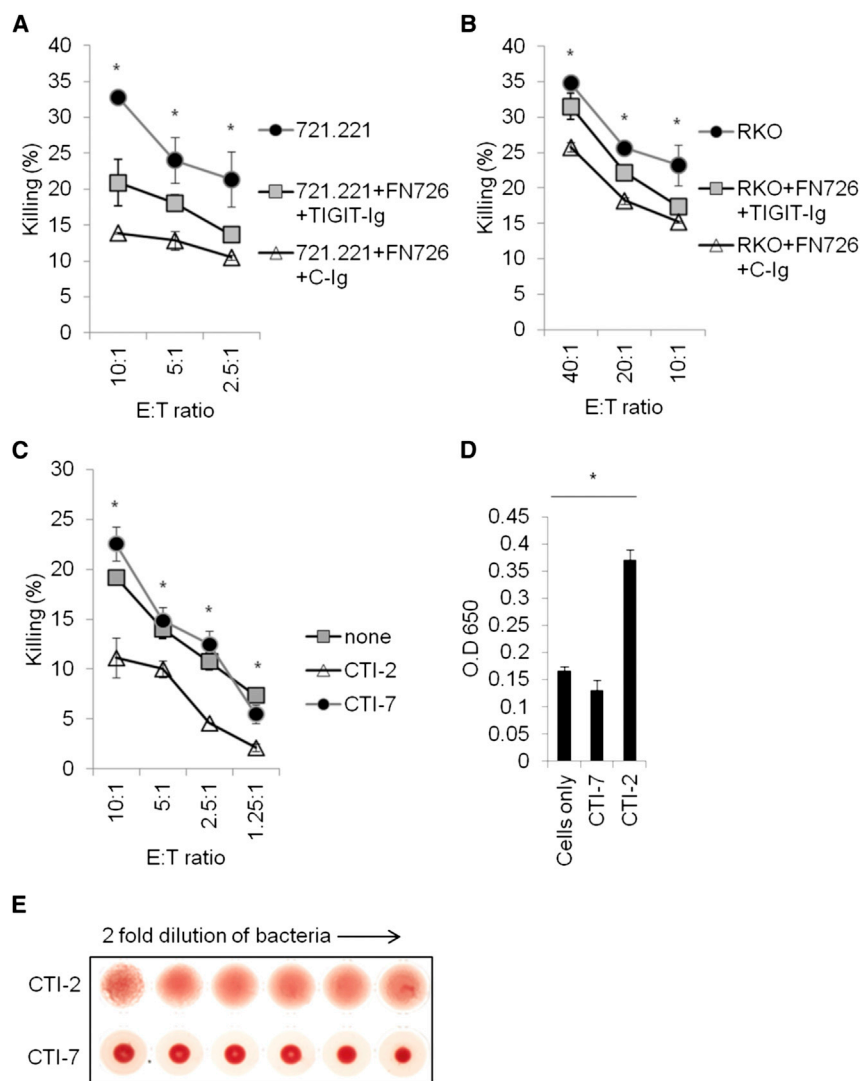 A
40
35
30
25
20
15
10
5
0
Killing (%)
*
*
*
10:1
5:1
2.5:1
E:T ratio
721.221
721.221+FN726
+TIGIT-Ig
721.221+FN726
+C-Ig
B
40
35
30
25
20
15
10
5
0
Killing (%)
*
*
*
40:1
20:1
10:1
E:T ratio
RKO
RKO+FN726
+TIGIT-Ig
RKO+FN726
+C-Ig
C
30
25
20
15
10
5
0
Killing (%)
*
*
*
*
10:1
5:1
2.5:1
1.25:1
E:T ratio
none
CTI-2
CTI-7
D
*
0.45
0.4
0.35
0.3
0.25
0.2
0.15
0.1
0.05
0
O.D 650
Cells only
CTI-7
CTI-2
E
2 fold dilution of bacteria
CTI-2
CTI-7